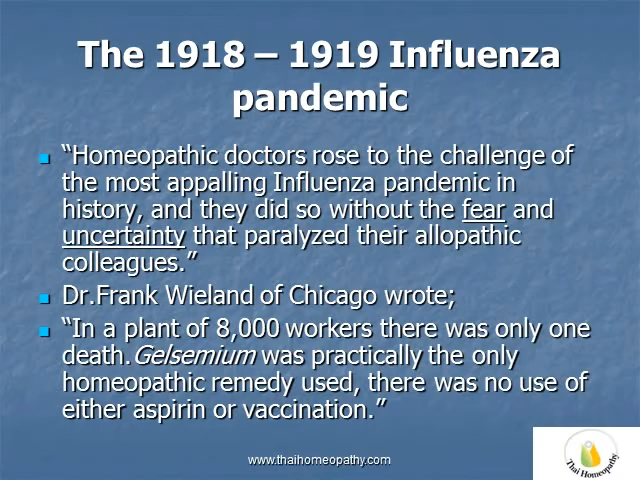 The 1918 – 1919 Influenza
pandemic
“Homeopathic doctors rose to the challenge of
the most appalling Influenza pandemic in
history, and they did so without the fear and
uncertainty that paralyzed their allopathic
colleagues.”
Dr.Frank Wieland of Chicago wrote;
“In a plant of 8,000 workers there was only one
death.Gelsemium was practically the only
homeopathic remedy used, there was no use of
either aspirin or vaccination.”
www.thaihomeopathy.com
Thai Homeopathy